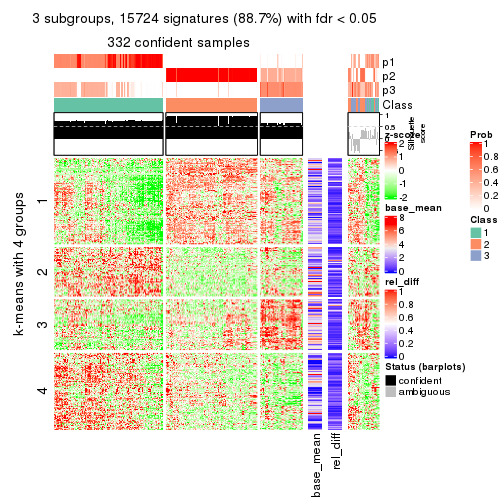 3 subgroups, 15724 signatures (88.7%) with fdr < 0.05
332 confident samples
p1
p2
p3
Class
1
0.5
0
Silhouette
score
k-means with 4 groups
1
2
3
4
base_mean
rel_diff
z-score
2
1
0
-1
-2
base_mean
8
6
4
2
0
rel_diff
1
0.8
0.6
0.4
0.2
0
Status (barplots)
confident
ambiguous
Prob
1
0.8
0.6
0.4
0.2
0
Class
1
2
3